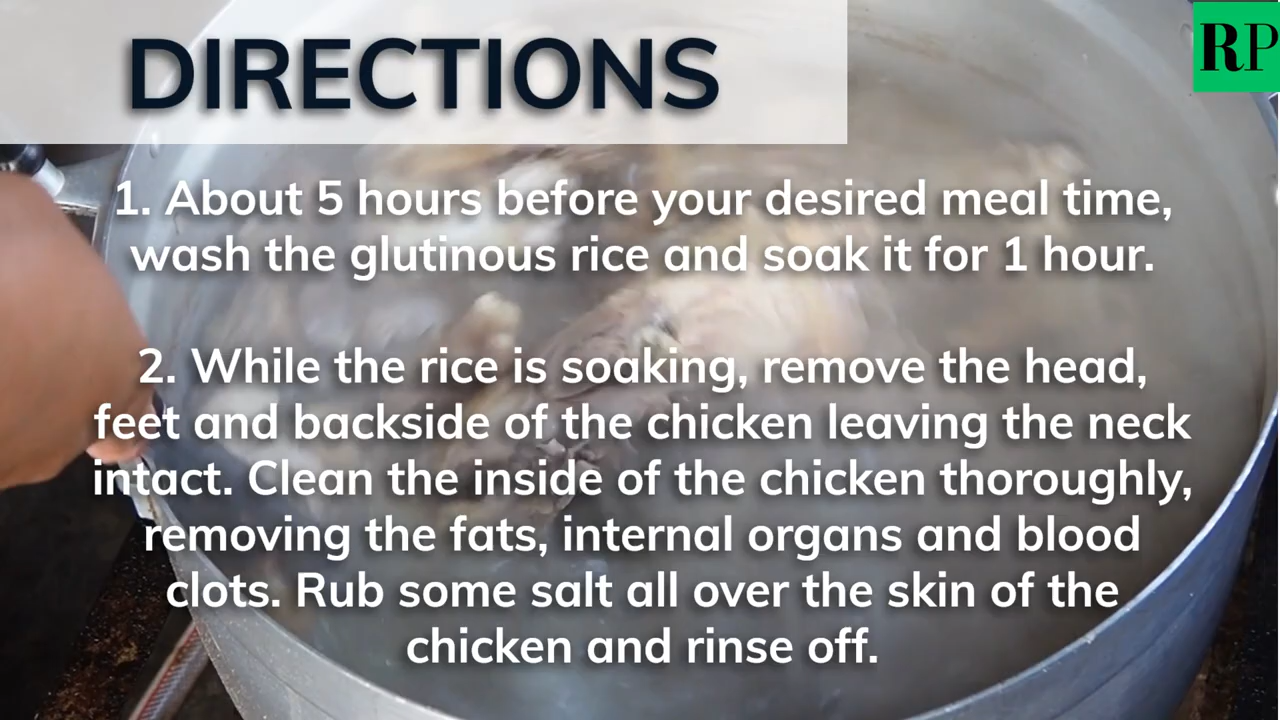 DIRECTIONS
RP
1. About 5 hours before your desired meal time,
wash the glutinous rice and soak it for 1 hour.
2. While the rice is soaking, remove the head,
feet and backside of the chicken leaving the neck
intact. Clean the inside of the chicken thoroughly,
removing the fats, internal organs and blood
clots. Rub some salt all over the skin of the
chicken and rinse off.